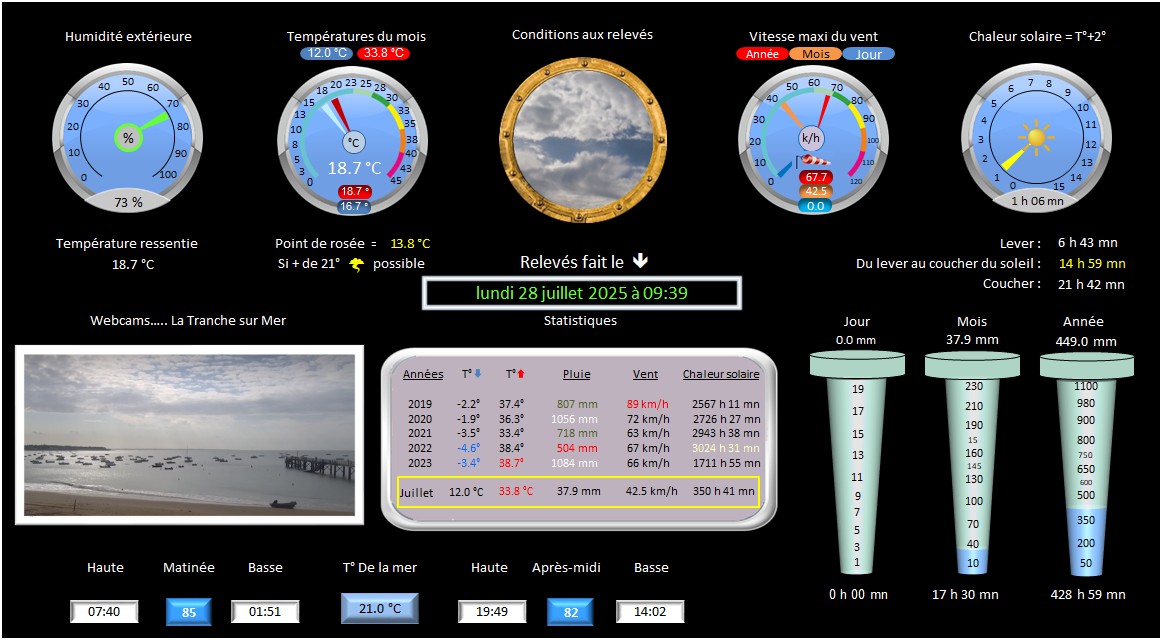 Humidité extérieure
Températures du mois
12.0 °C 33.8 °C
Conditions aux relevés
Vitesse maxi du vent
Année Mois Jour
Chaleur solaire = T°+2°
0 10 20 30 40 50 60 70 80 90 100
%
73 %
0 3 5 8 10 13 15 18 20 23 25 28 30 33 35 38 40 43 45
°C
18.7 °C
18.7 °
16.7 °
0 10 20 30 40 50 60 70 80 90 100 110 120
k/h
67.7
42.5
0.0
0 1 2 3 4 5 6 7 8 9 10 11 12 13 14 15
1 h 06 mn
Température ressentie
18.7 °C
Point de rosée = 13.8 °C
Si + de 21° possible
Relevés fait le
lundi 28 juillet 2025 à 09:39
Lever : 6 h 43 mn
Du lever au coucher du soleil : 14 h 59 mn
Coucher : 21 h 42 mn
Webcams..... La Tranche sur Mer
Statistiques
Années T° T° Pluie Vent Chaleur solaire
2019 -2.2° 37.4° 807 mm 89 km/h 2567 h 11 mn
2020 -1.9° 36.3° 1056 mm 72 km/h 2726 h 27 mn
2021 -3.5° 33.4° 718 mm 63 km/h 2943 h 38 mn
2022 -4.6° 38.4° 504 mm 67 km/h 3024 h 31 mn
2023 -3.4° 38.7° 1084 mm 66 km/h 1711 h 55 mn
Juillet 12.0 °C 33.8 °C 37.9 mm 42.5 km/h 350 h 41 mn
Jour
0.0 mm
19
17
15
13
11
9
7
5
3
1
0 h 00 mn
Mois
37.9 mm
230
210
190
15
160
145
130
100
70
40
10
17 h 30 mn
Année
449.0 mm
1100
980
900
800
750
650
600
500
350
200
50
428 h 59 mn
Haute Matinée Basse T° De la mer Haute Après-midi Basse
07:40 85 01:51 21.0 °C 19:49 82 14:02